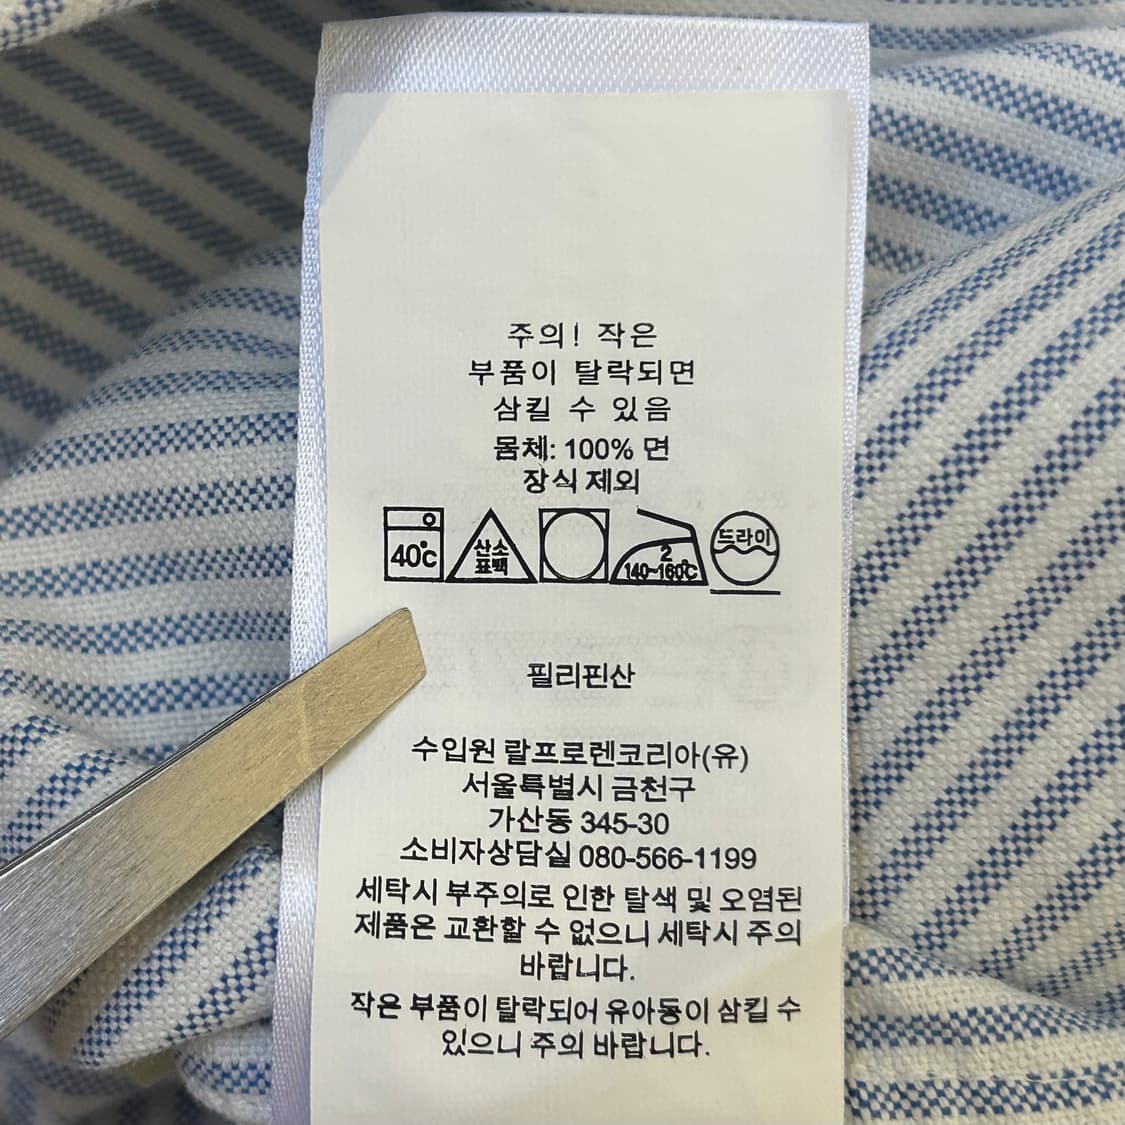 주의! 작은
부품이 탈락되면
삼킬 수 있음
몸체: 100% 면
장식 제외
40℃
산소
표백
2
140~160℃
드라이
필리핀산
수입원 랄프로렌코리아(유)
서울특별시 금천구
가산동 345-30
소비자상담실 080-566-1199
세탁시 부주의로 인한 탈색 및 오염된
제품은 교환할 수 없으니 세탁시 주의
바랍니다.
작은 부품이 탈락되어 유아동이 삼킬 수
있으니 주의 바랍니다.